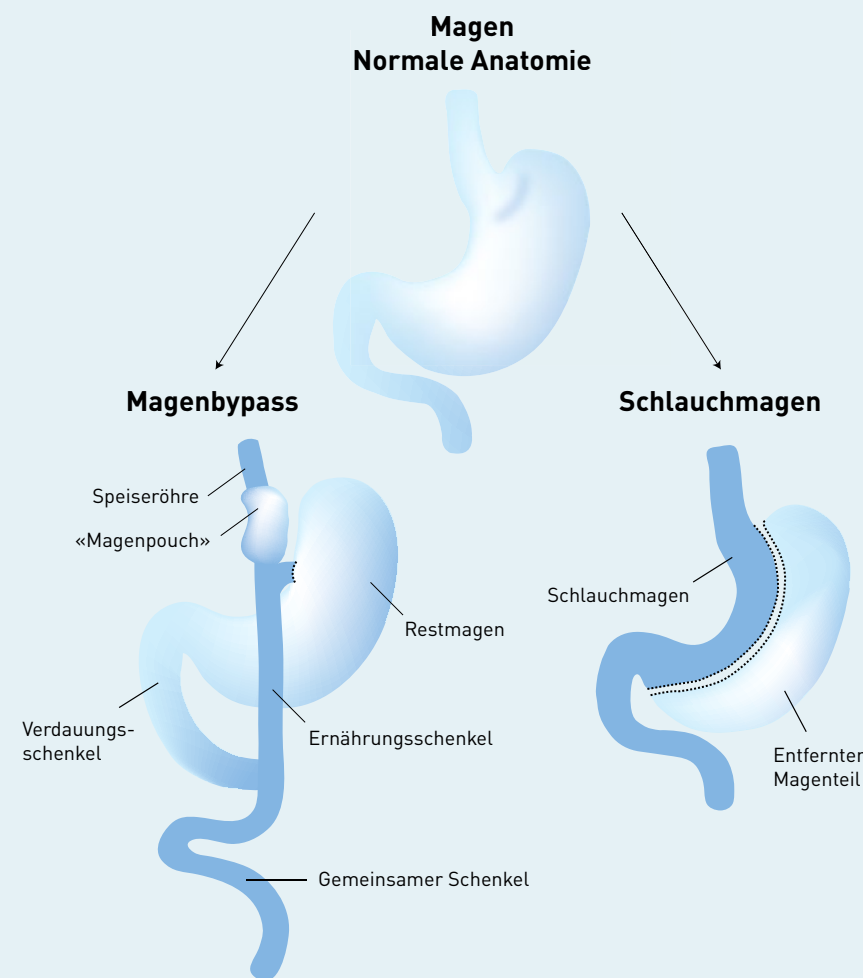 Magen
Normale Anatomie
Magenbypass
Speiseröhre
«Magenpouch»
Restmagen
Verdauungs-
schenkel
Ernährungsschenkel
Gemeinsamer Schenkel
Schlauchmagen
Schlauchmagen
Entfernter
Magenteil